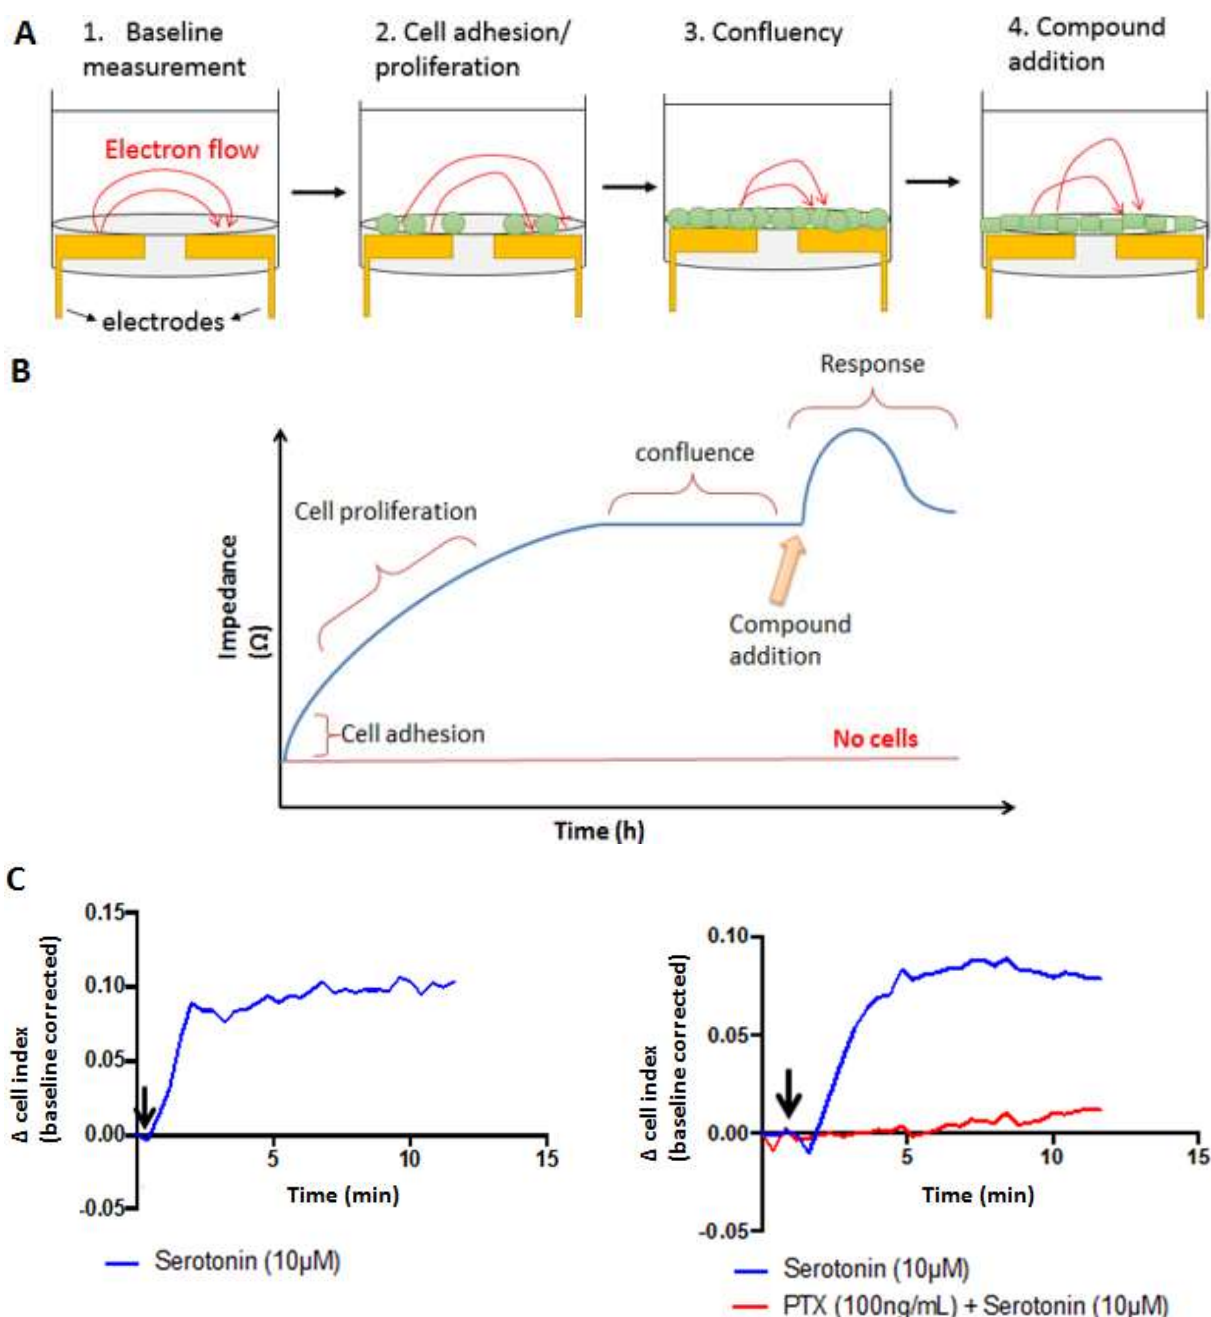 A
1. Baseline
measurement
2. Cell adhesion/
proliferation
3. Confluency
4. Compound
addition
Electron flow
electrodes
B
Response
confluence
Cell proliferation
Impedance
(Ω)
Compound
addition
Cell adhesion
No cells
Time (h)
C
0.15
0.10
0.05
0.00
-0.05
5
10
15
Δ cell index
(baseline corrected)
Time (min)
Serotonin (10µM)
0.10
0.05
0.00
-0.05
5
10
15
Δ cell index
(baseline corrected)
Time (min)
Serotonin (10µM)
PTX (100ng/mL) + Serotonin (10µM)